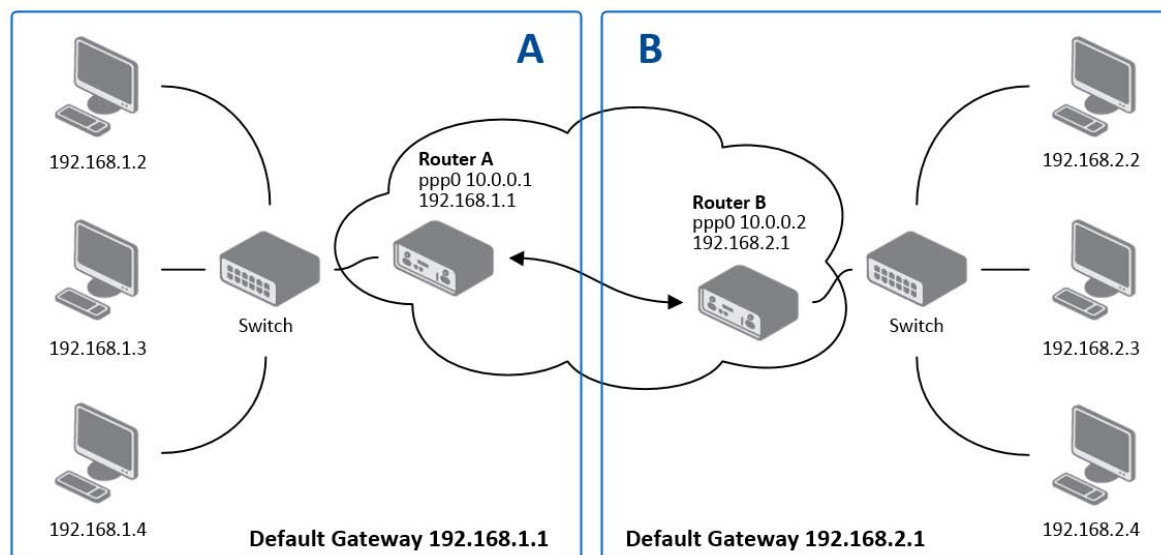 A
B
192.168.1.2
192.168.1.3
192.168.1.4
Switch
Router A
ppp0 10.0.0.1
192.168.1.1
Router B
ppp0 10.0.0.2
192.168.2.1
Switch
192.168.2.2
192.168.2.3
192.168.2.4
Default Gateway 192.168.1.1
Default Gateway 192.168.2.1